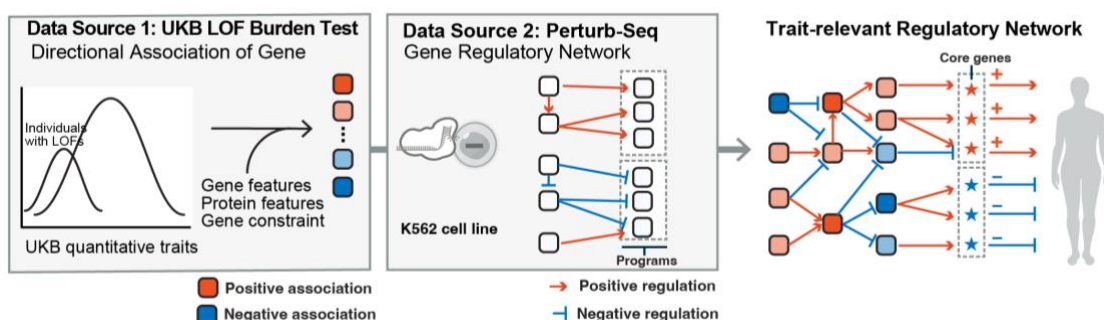 Data Source 1: UKB LOF Burden Test
Directional Association of Gene
Individuals
with LOFs
Gene features
Protein features
Gene constraint
UKB quantitative traits
Positive association
Negative association
Data Source 2: Perturb-Seq
Gene Regulatory Network
K562 cell line
Programs
Positive regulation
Negative regulation
Trait-relevant Regulatory Network
Core genes
+
+
+
−
−
−